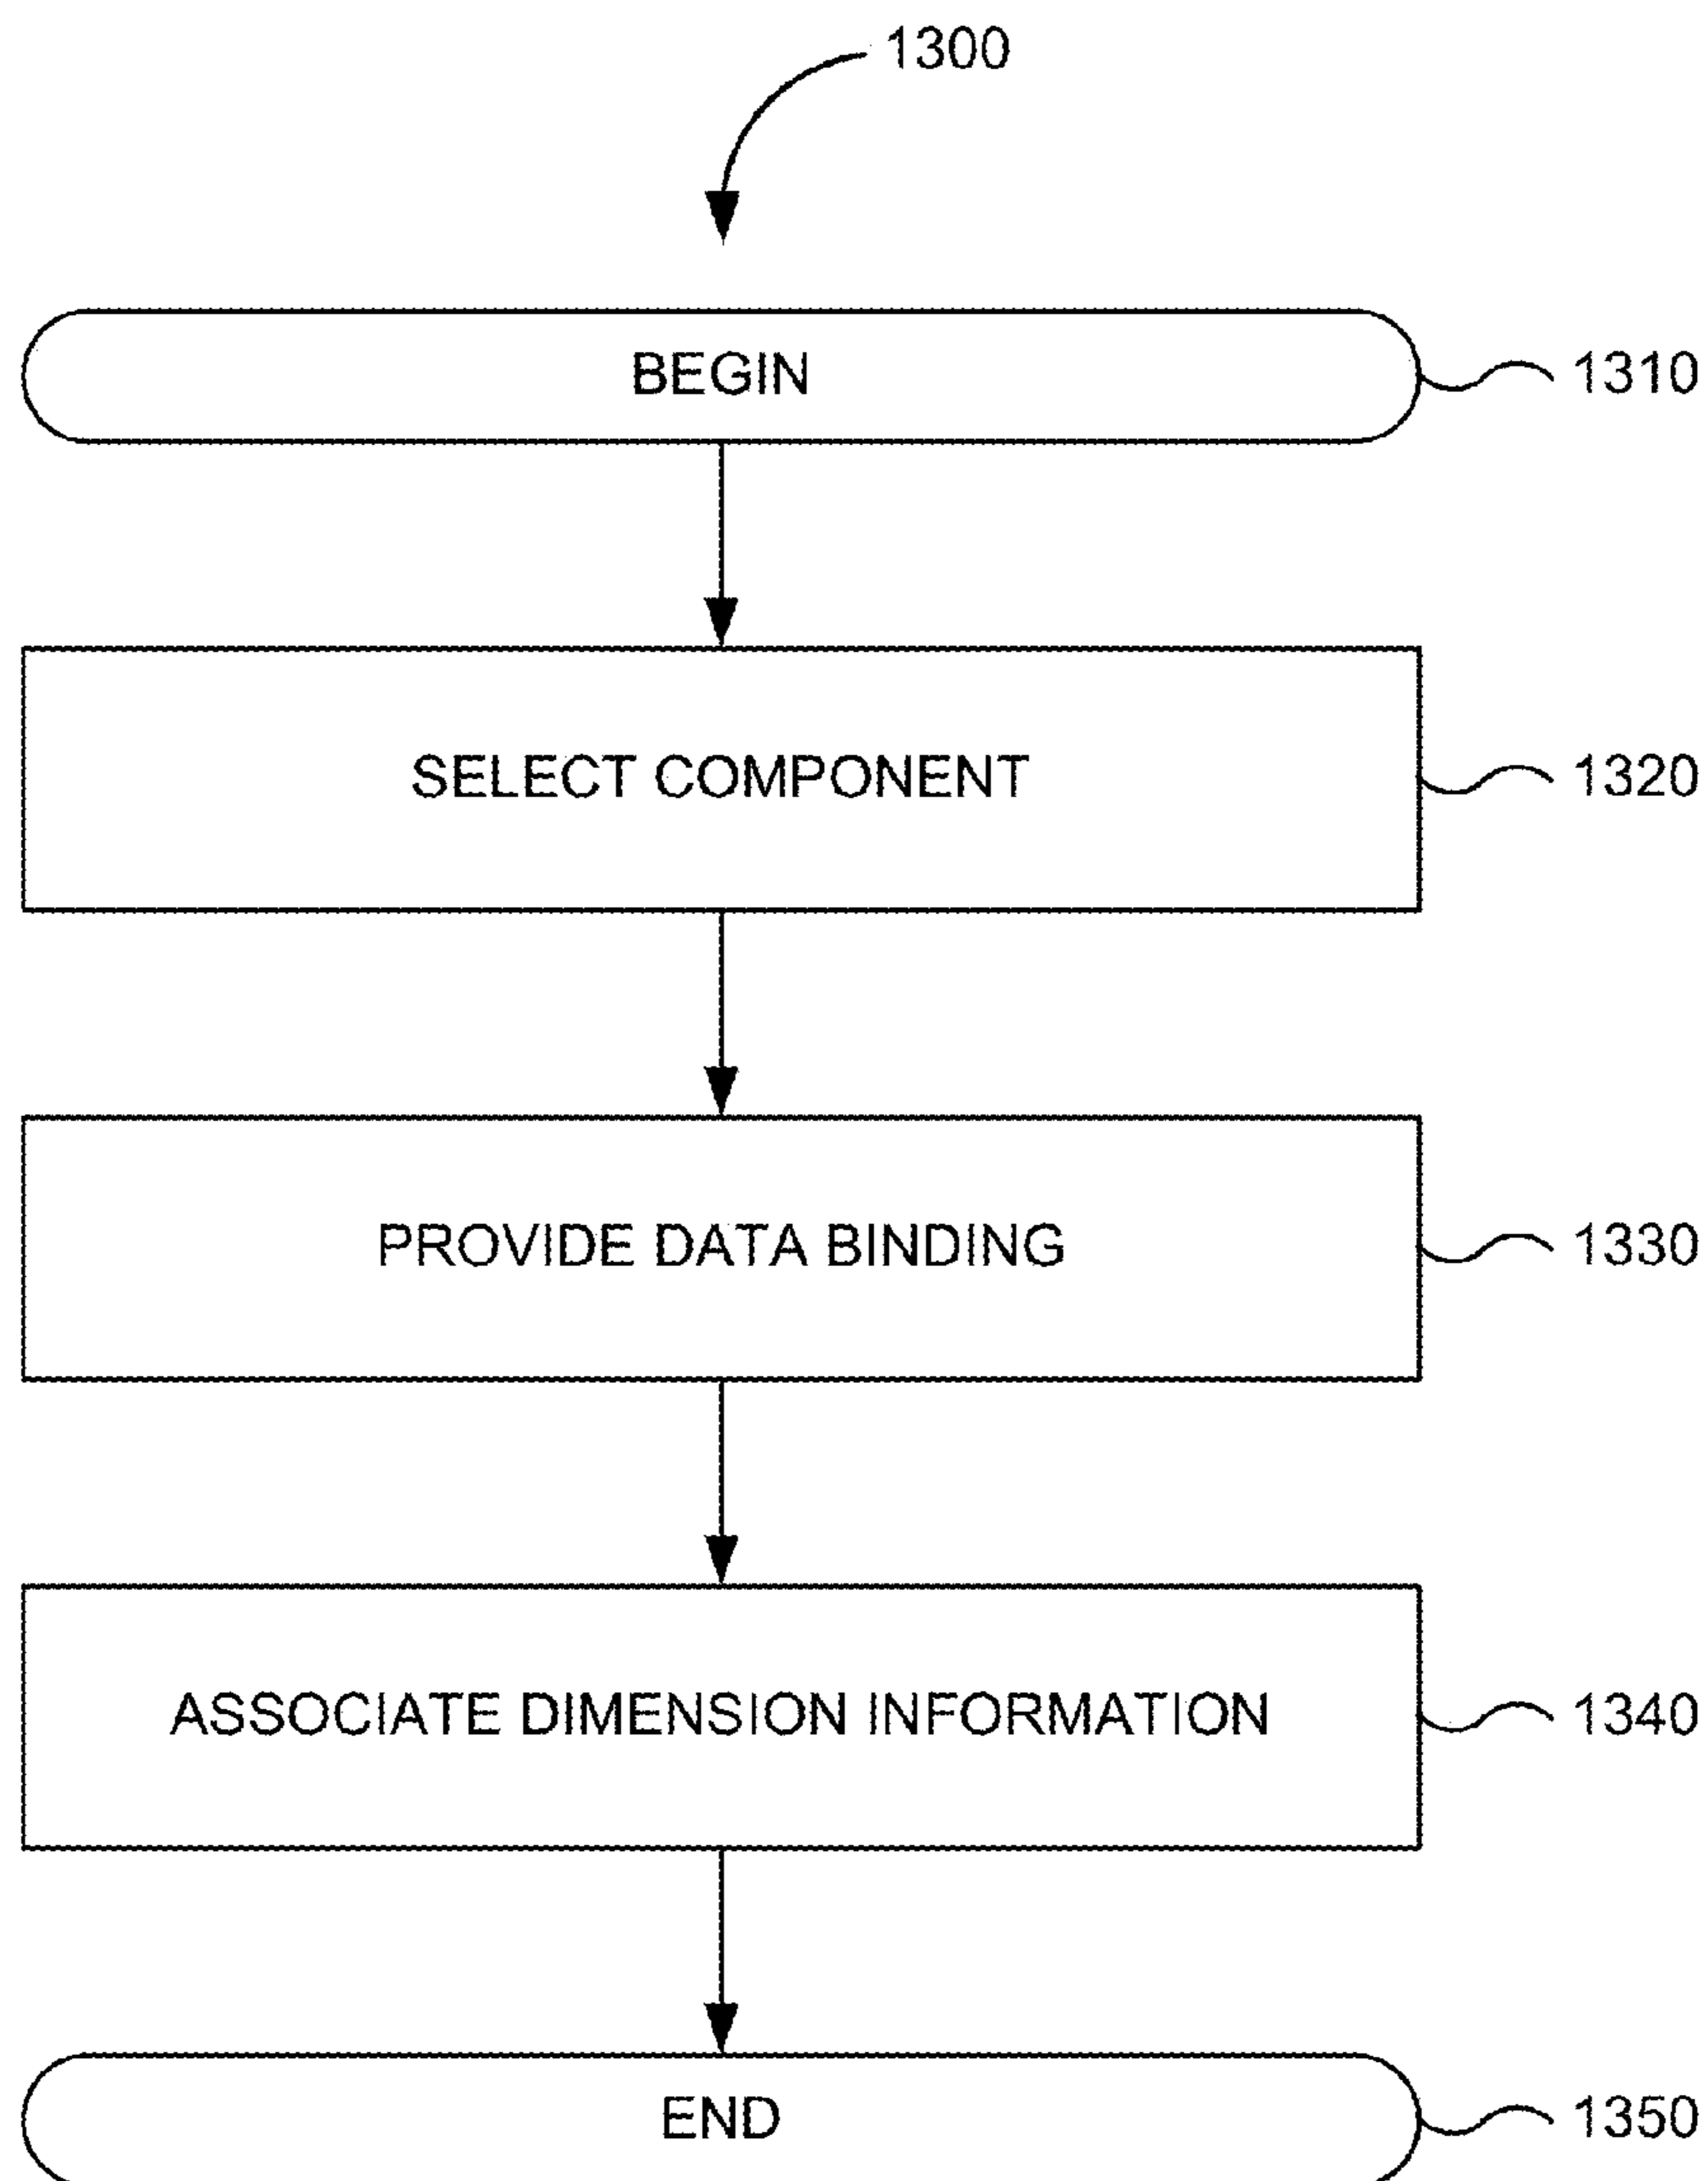 1300
BEGIN
1310
SELECT COMPONENT
1320
PROVIDE DATA BINDING
1330
ASSOCIATE DIMENSION INFORMATION
1340
END
1350